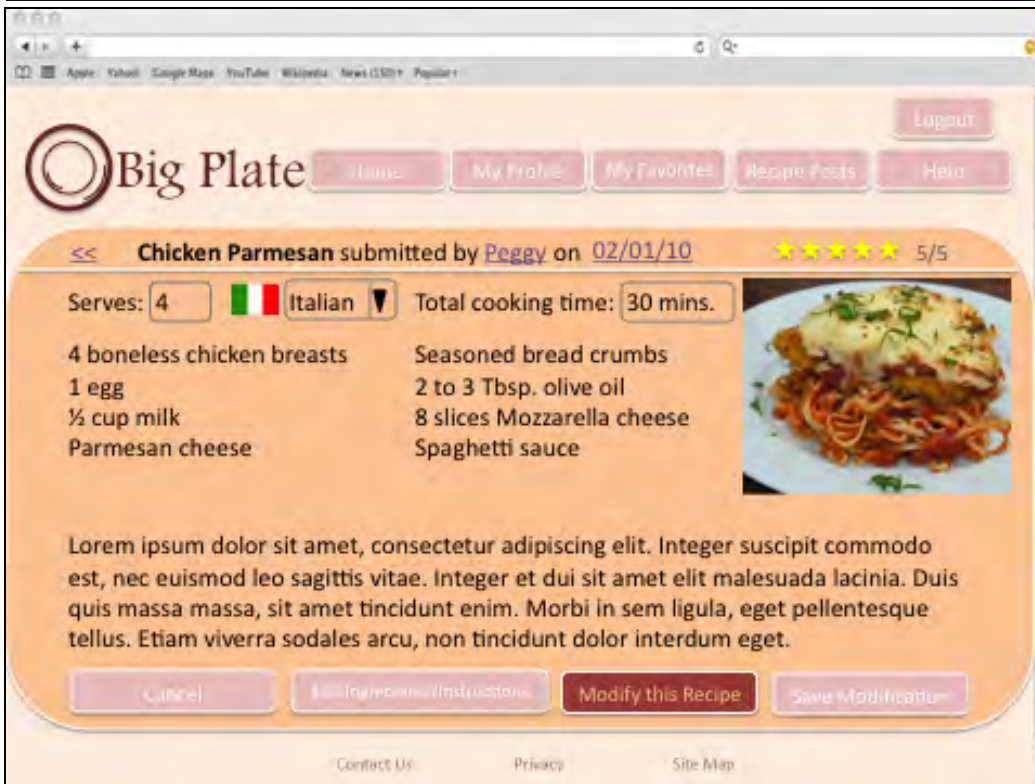 Apple Yahoo! Google Maps YouTube Wikipedia News (150) Popular
Logout
Big Plate Home My Profile My Favorites Recipe Posts Help
<< Chicken Parmesan submitted by Peggy on 02/01/10 5/5
Serves: 4 Italian Total cooking time: 30 mins.
4 boneless chicken breasts Seasoned bread crumbs
1 egg 2 to 3 Tbsp. olive oil
½ cup milk 8 slices Mozzarella cheese
Parmesan cheese Spaghetti sauce
Lorem ipsum dolor sit amet, consectetur adipiscing elit. Integer suscipit commodo
est, nec euismod leo sagittis vitae. Integer et dui sit amet elit malesuada lacinia. Duis
quis massa massa, sit amet tincidunt enim. Morbi in sem ligula, eget pellentesque
tellus. Etiam viverra sodales arcu, non tincidunt dolor interdum eget.
Cancel Modify this Recipe Save Modification
Contact Us Privacy Site Map